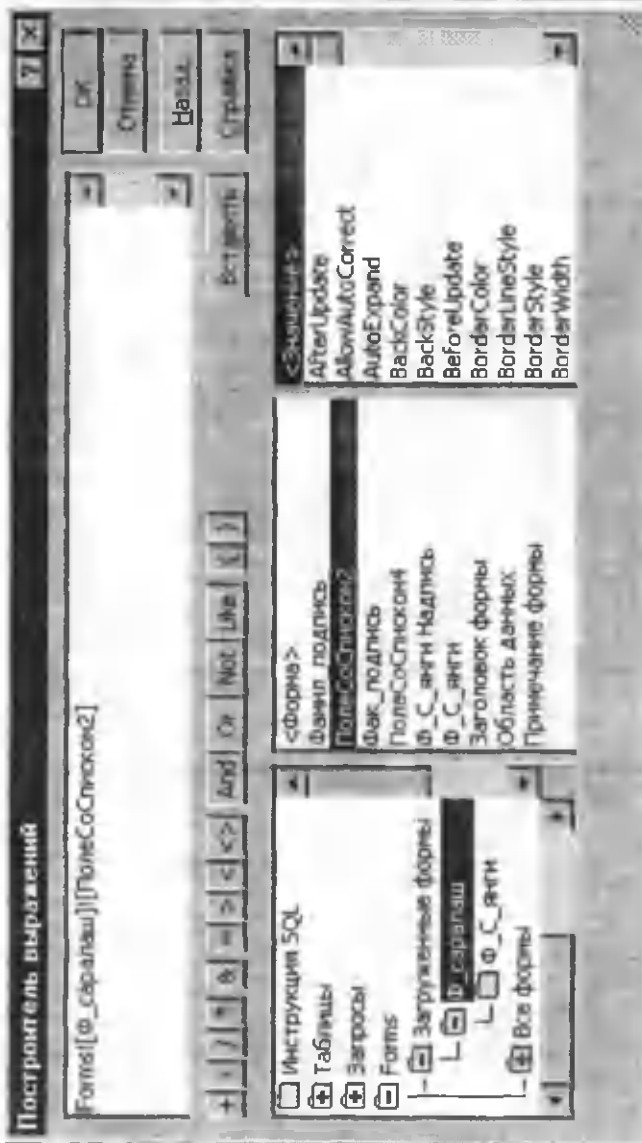 Построитель выражений
Forms![Ф_саралаш]![ПолеСоСписком2]
OK
Отмена
Назад
Справка
+ - / * & = > < <> And Or Not Like ( )
Вставить
Инструкция SQL
Таблицы
Запросы
Forms
Загруженные формы
Ф_саралаш
Ф_С_янги
Все формы
<Форма>
Фамил_подпись
ПолеСоСписком2
Фак_подпись
ПолеСоСписком4
Ф_С_янги Надпись
Ф_С_янги
Заголовок формы
Область данных
Примечание формы
<Значение>
AfterUpdate
AllowAutoCorrect
AutoExpand
BackColor
BackStyle
BeforeUpdate
BorderColor
BorderLineStyle
BorderStyle
BorderWidth